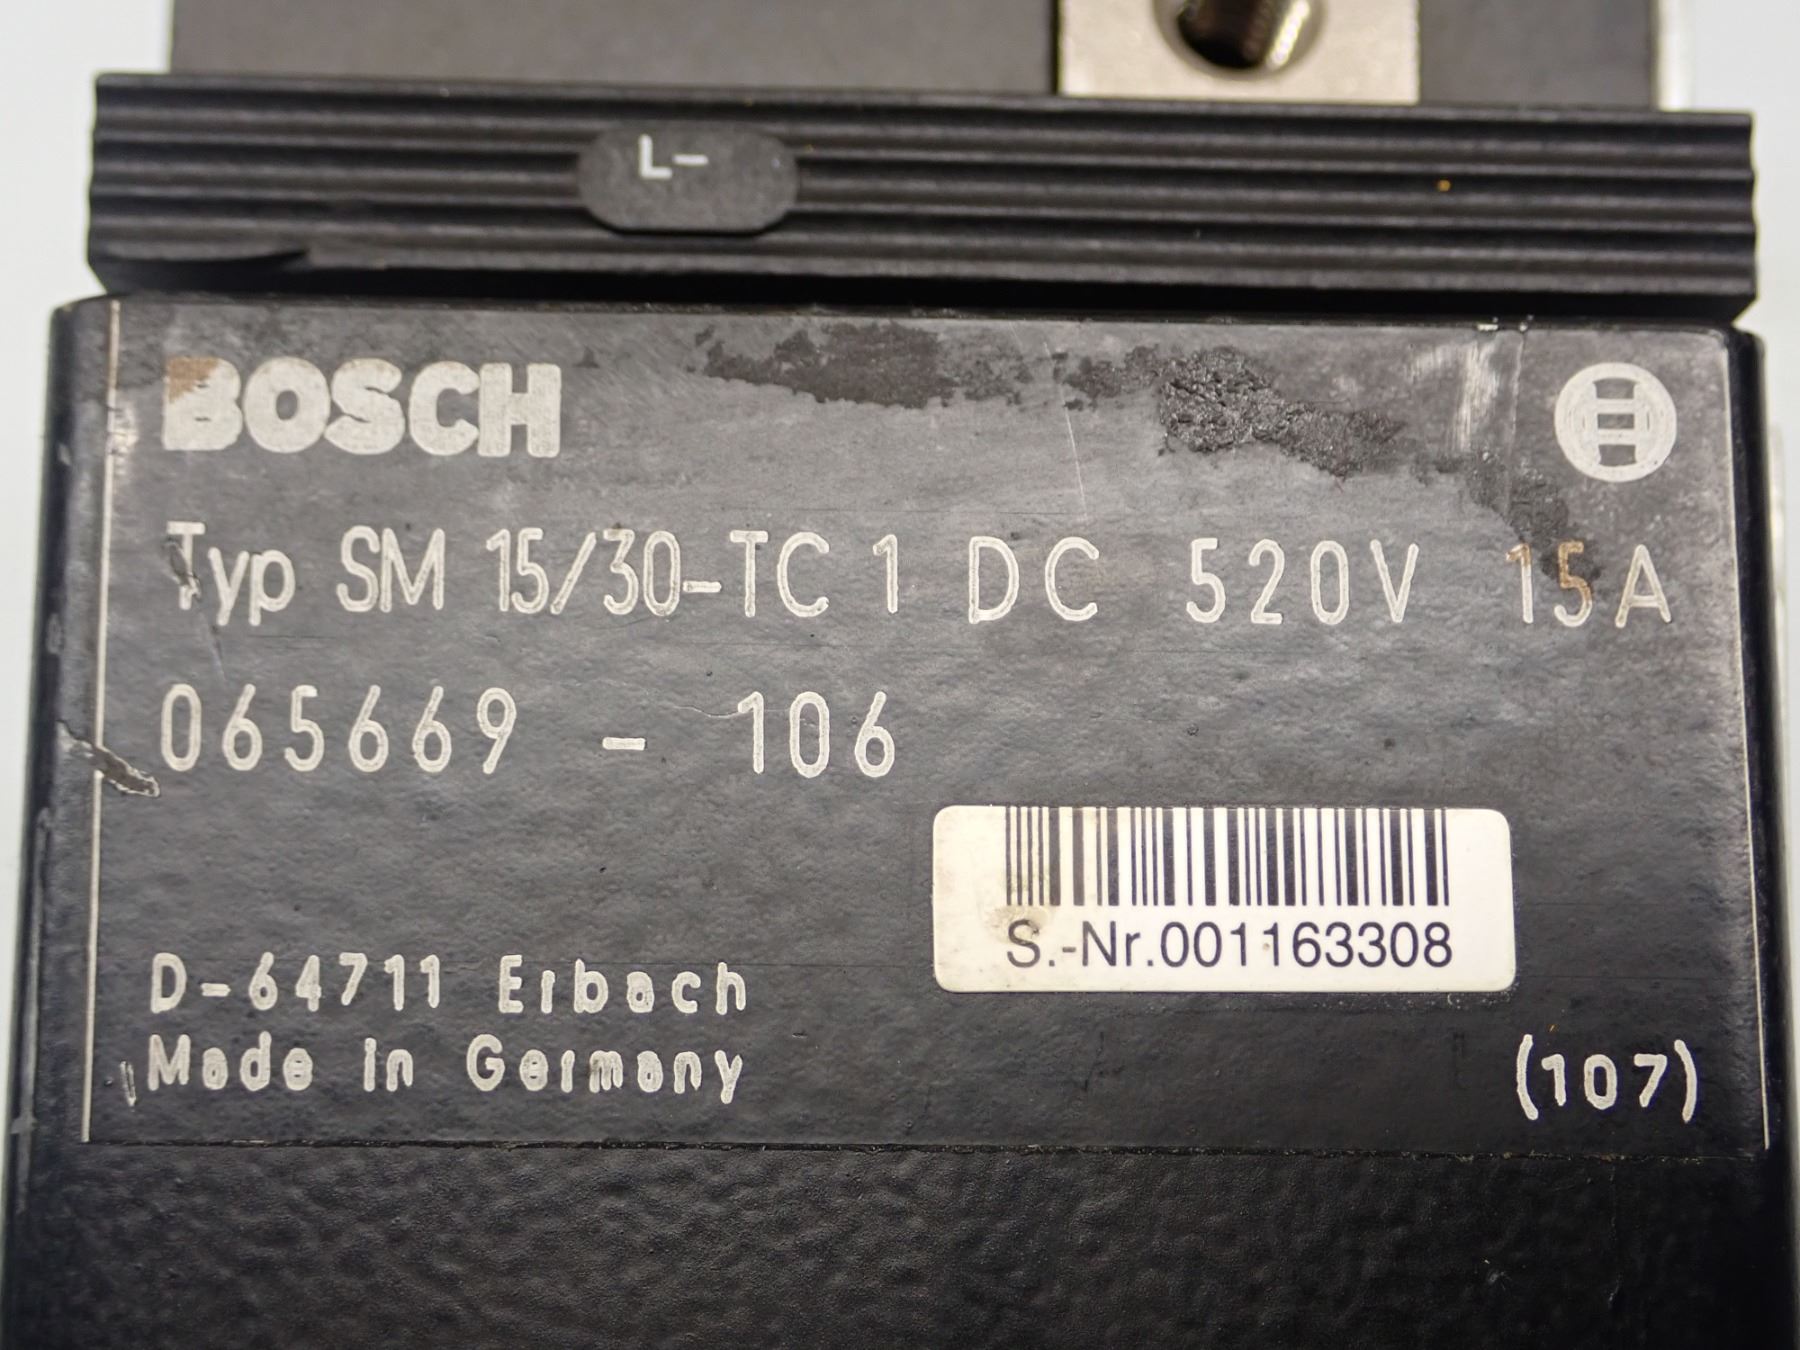 L-
BOSCH
Typ SM 15/30-TC 1 DC 520V 15A
065669 - 106
S.-Nr.001163308
D-64711 Erbach
Made in Germany
(107)